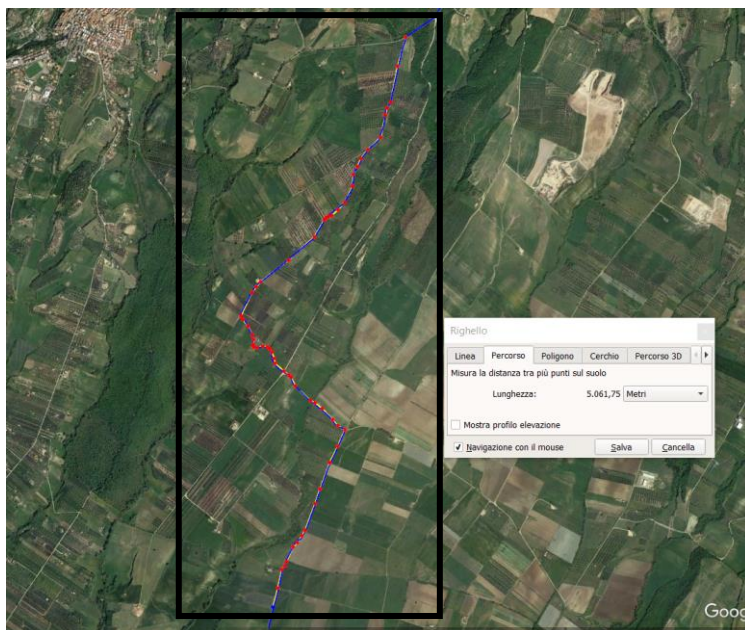 Righello
Linea Percorso Poligono Cerchio Percorso 3D
Misura la distanza tra più punti sul suolo
Lunghezza: 5.061,75 Metri
Mostra profilo elevazione
Navigazione con il mouse Salva Cancella
Goo